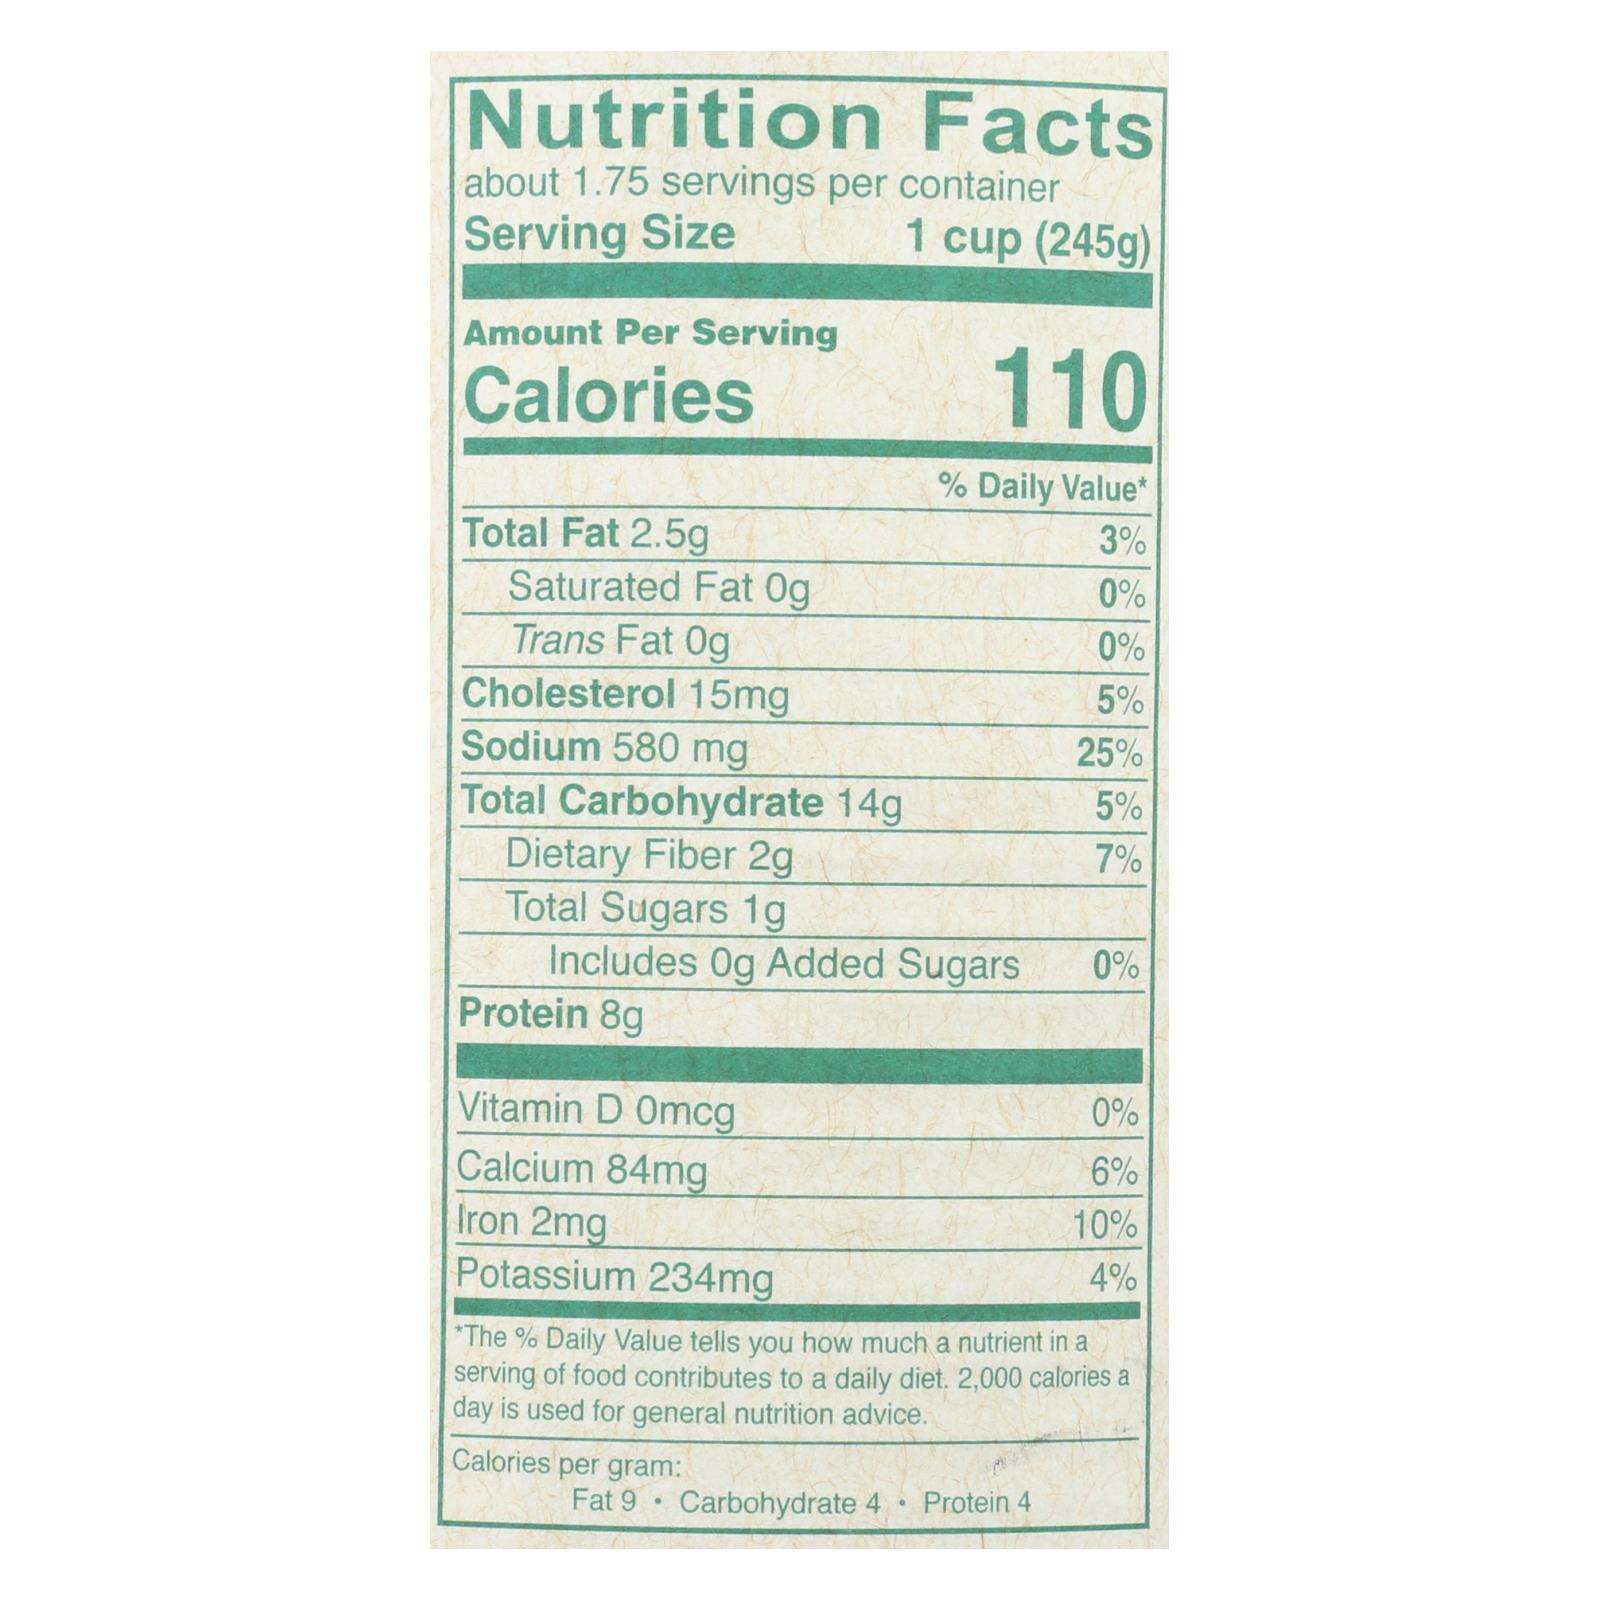 Nutrition Facts
about 1.75 servings per container
Serving Size 1 cup (245g)
Amount Per Serving
Calories 110
% Daily Value*
Total Fat 2.5g 3%
Saturated Fat 0g 0%
Trans Fat 0g 0%
Cholesterol 15mg 5%
Sodium 580 mg 25%
Total Carbohydrate 14g 5%
Dietary Fiber 2g 7%
Total Sugars 1g
Includes 0g Added Sugars 0%
Protein 8g
Vitamin D 0mcg 0%
Calcium 84mg 6%
Iron 2mg 10%
Potassium 234mg 4%
*The % Daily Value tells you how much a nutrient in a
serving of food contributes to a daily diet. 2,000 calories a
day is used for general nutrition advice.
Calories per gram:
Fat 9 • Carbohydrate 4 • Protein 4